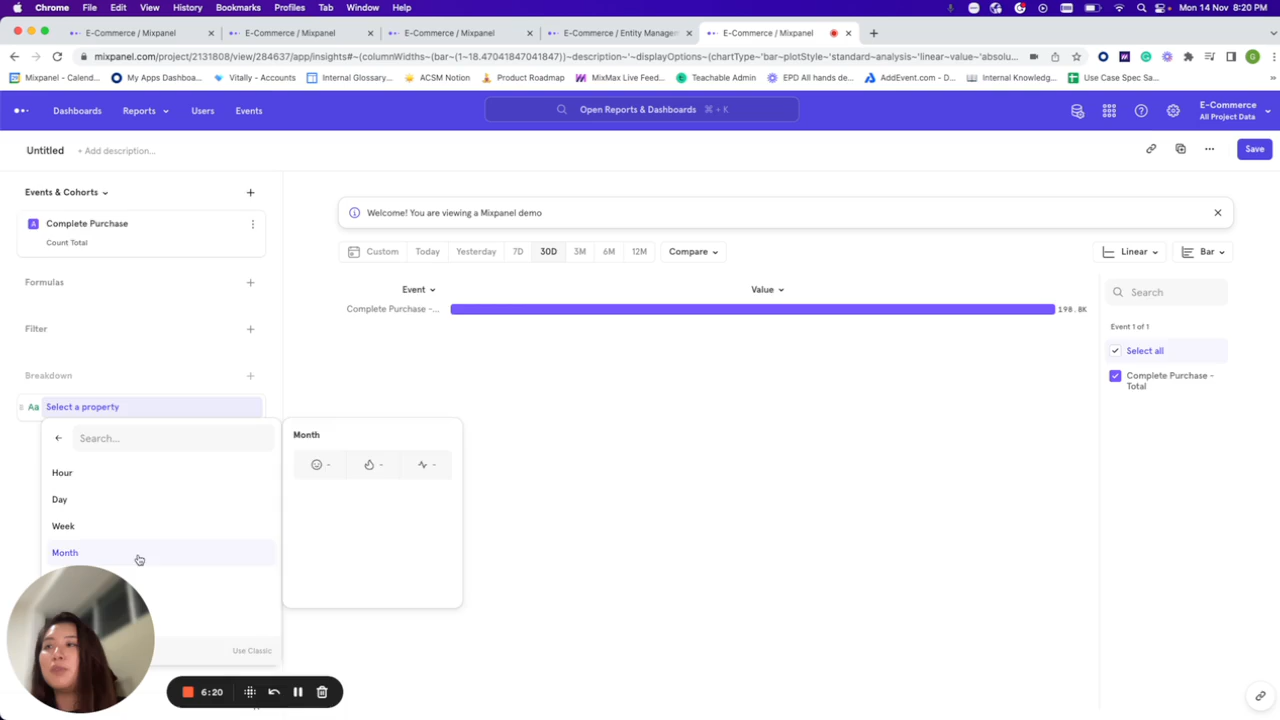 Chrome File Edit View History Bookmarks Profiles Tab Window Help Mon 14 Nov 8:20 PM
E-Commerce / Mixpanel E-Commerce / Mixpanel E-Commerce / Mixpanel E-Commerce / Entity Managem E-Commerce / Mixpanel
mixpanel.com/project/2131808/view/284637/app/insights#~(columnWidths~(bar~(1~18.47041847041847))~description~'~displayOptions~(chartType~'bar~plotStyle~'standard~analysis~'linear~value~'absolu...
Mixpanel - Calend... My Apps Dashboa... Vitally - Accounts Internal Glossary... ACSM Notion Product Roadmap MixMax Live Feed... Teachable Admin EPD All hands de... AddEvent.com - D... Internal Knowledg... Use Case Spec Sa...
Dashboards Reports Users Events Open Reports & Dashboards ⌘ + K E-Commerce
All Project Data
Untitled + Add description... Save
Events & Cohorts
A Complete Purchase
Count Total
Formulas
Filter
Breakdown
Aa Select a property
Search...
Hour
Day
Week
Month
Use Classic
Month
- - -
Welcome! You are viewing a Mixpanel demo
Custom Today Yesterday 7D 30D 3M 6M 12M Compare Linear Bar
Event Value
Complete Purchase -... 198.8K
Search
Event 1 of 1
Select all
Complete Purchase -
Total
6:20